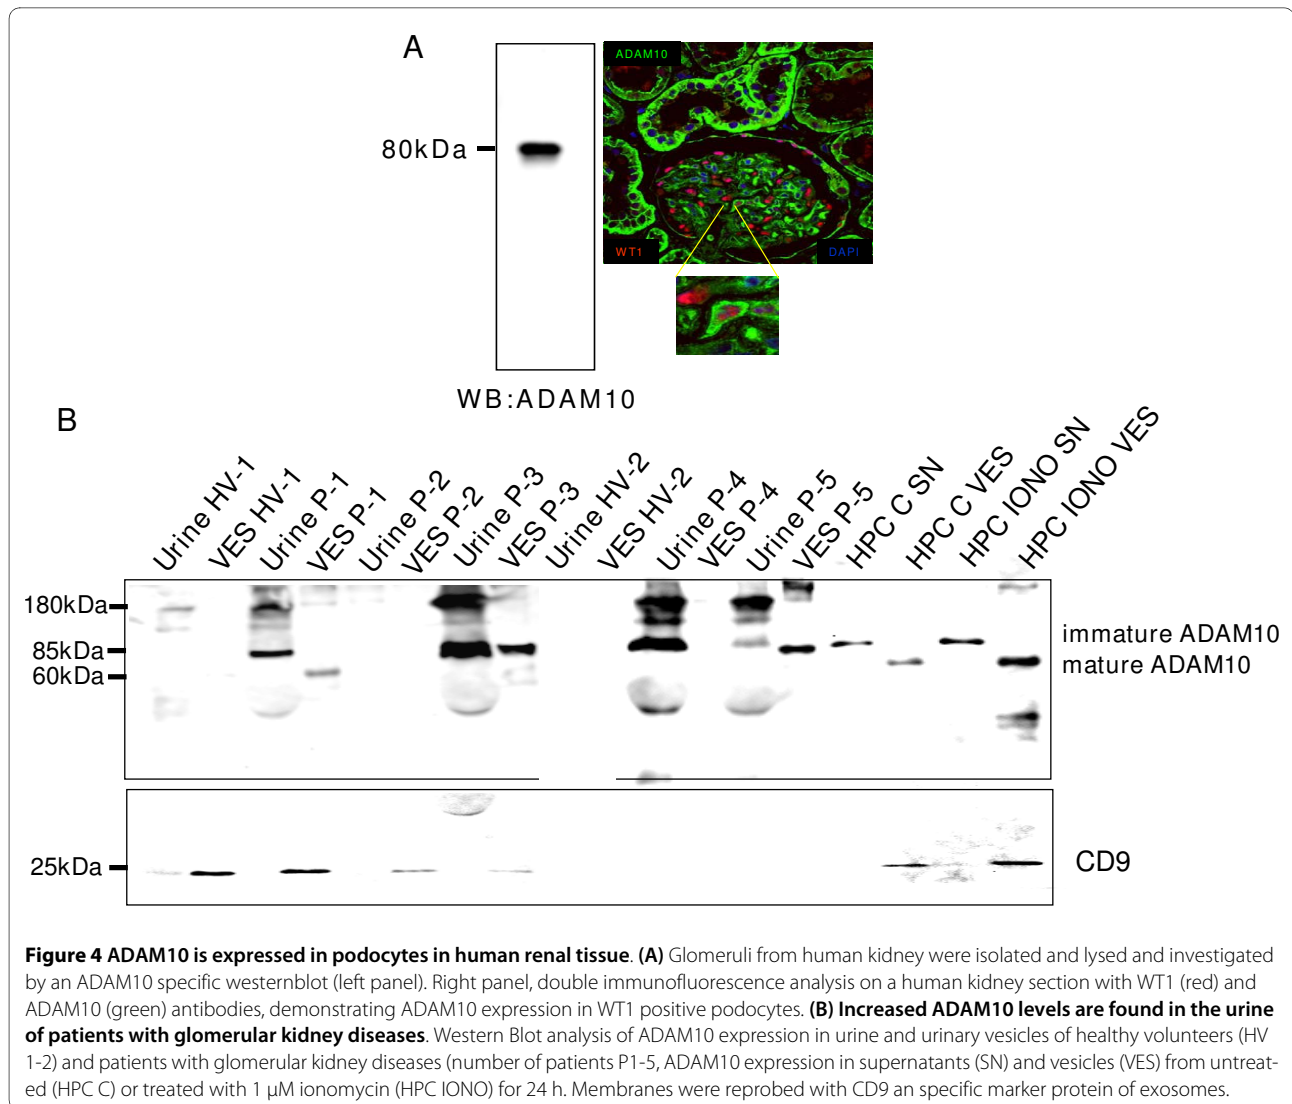 A
ADAM10
80kDa
WT1
DAPI
WB:ADAM10
B
Urine HV-1
VES HV-1
Urine P-1
VES P-1
Urine P-2
VES P-2
Urine P-3
VES P-3
Urine HV-2
VES HV-2
Urine P-4
VES P-4
Urine P-5
VES P-5
HPC C SN
HPC C VES
HPC IONO SN
HPC IONO VES
180kDa
85kDa
60kDa
immature ADAM10
mature ADAM10
25kDa
CD9
Figure 4 ADAM10 is expressed in podocytes in human renal tissue. (A) Glomeruli from human kidney were isolated and lysed and investigated
by an ADAM10 specific westernblot (left panel). Right panel, double immunofluorescence analysis on a human kidney section with WT1 (red) and
ADAM10 (green) antibodies, demonstrating ADAM10 expression in WT1 positive podocytes. (B) Increased ADAM10 levels are found in the urine
of patients with glomerular kidney diseases. Western Blot analysis of ADAM10 expression in urine and urinary vesicles of healthy volunteers (HV
1-2) and patients with glomerular kidney diseases (number of patients P1-5, ADAM10 expression in supernatants (SN) and vesicles (VES) from untreat-
ed (HPC C) or treated with 1 μM ionomycin (HPC IONO) for 24 h. Membranes were reprobed with CD9 an specific marker protein of exosomes.